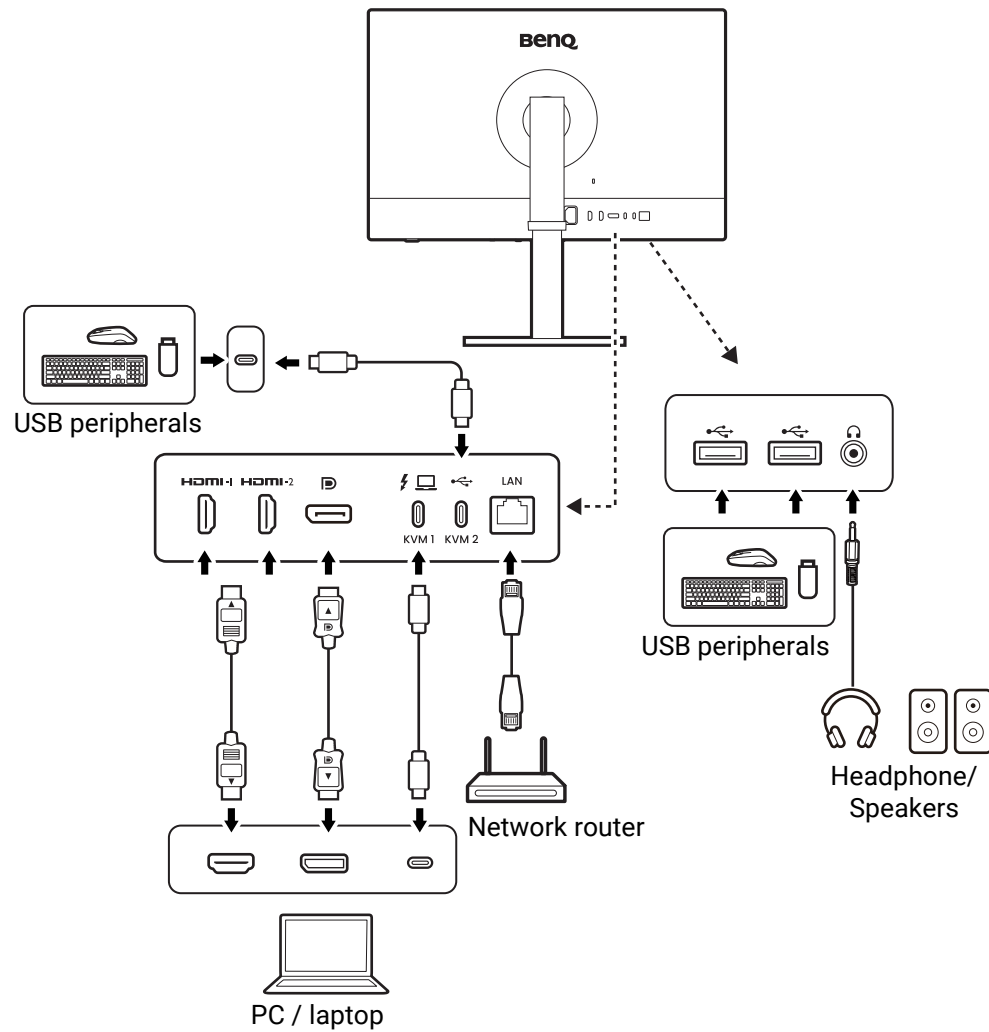 BenQ
USB peripherals
HDMI-1 HDMI-2 LAN
KVM 1 KVM 2
USB peripherals
Headphone/
Speakers
Network router
PC / laptop